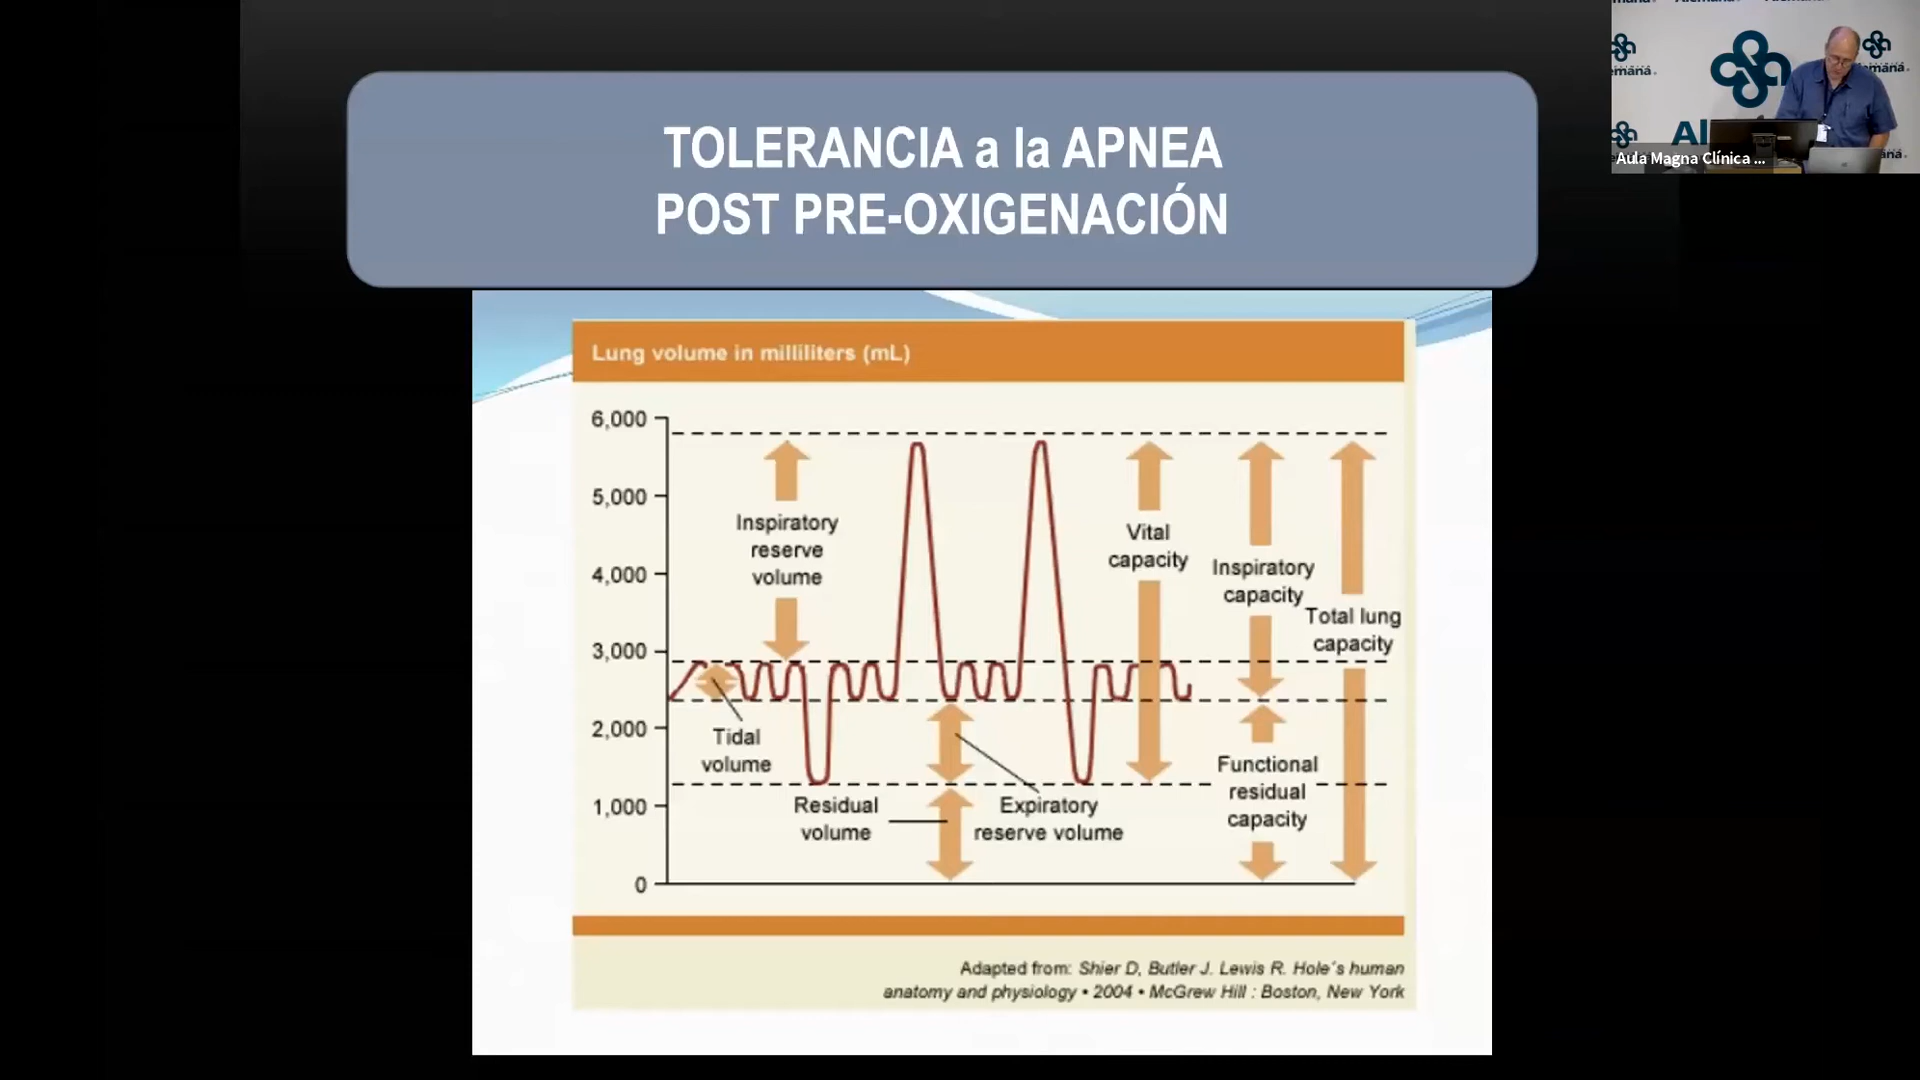 TOLERANCIA a la APNEA
POST PRE-OXIGENACIÓN
Aula Magna Clínica ...
Lung volume in milliliters (mL)
6,000
5,000
4,000
3,000
2,000
1,000
0
Inspiratory
reserve
volume
Vital
capacity
Inspiratory
capacity
Total lung
capacity
Tidal
volume
Residual
volume
Expiratory
reserve volume
Functional
residual
capacity
Adapted from: Shier D, Butler J. Lewis R. Hole´s human
anatomy and physiology • 2004 • McGrew Hill : Boston, New York